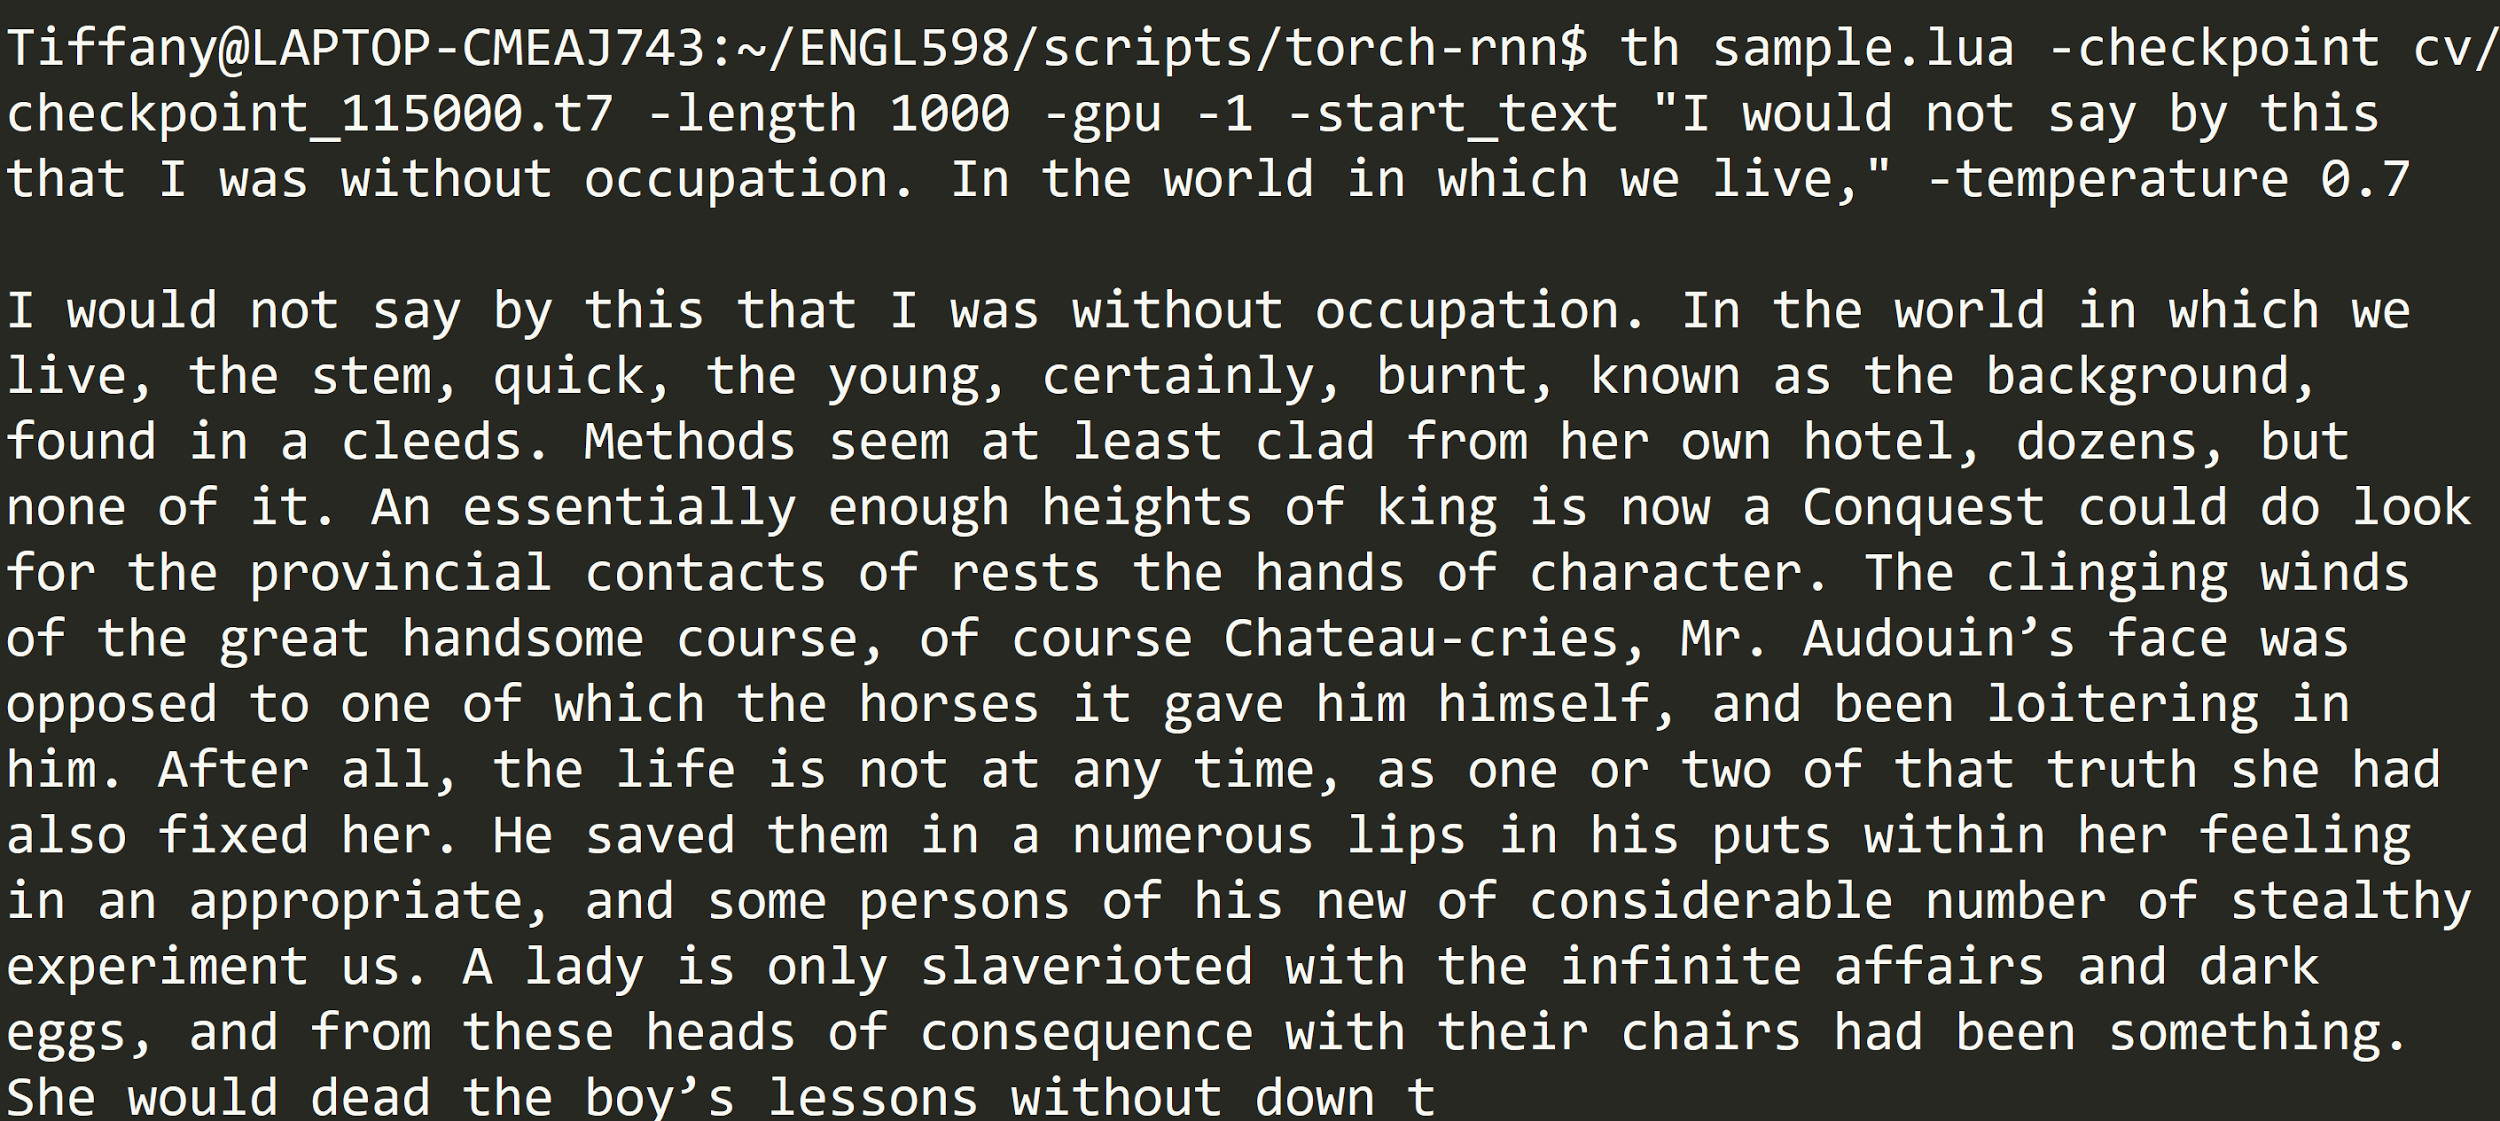 Tiffany@LAPTOP-CMEAJ743:~/ENGL598/scripts/torch-rnn$ th sample.lua -checkpoint cv/
checkpoint_115000.t7 -length 1000 -gpu -1 -start_text "I would not say by this
that I was without occupation. In the world in which we live," -temperature 0.7

I would not say by this that I was without occupation. In the world in which we
live, the stem, quick, the young, certainly, burnt, known as the background,
found in a cleeds. Methods seem at least clad from her own hotel, dozens, but
none of it. An essentially enough heights of king is now a Conquest could do look
for the provincial contacts of rests the hands of character. The clinging winds
of the great handsome course, of course Chateau-cries, Mr. Audouin’s face was
opposed to one of which the horses it gave him himself, and been loitering in
him. After all, the life is not at any time, as one or two of that truth she had
also fixed her. He saved them in a numerous lips in his puts within her feeling
in an appropriate, and some persons of his new of considerable number of stealthy
experiment us. A lady is only slaverioted with the infinite affairs and dark
eggs, and from these heads of consequence with their chairs had been something.
She would dead the boy’s lessons without down t